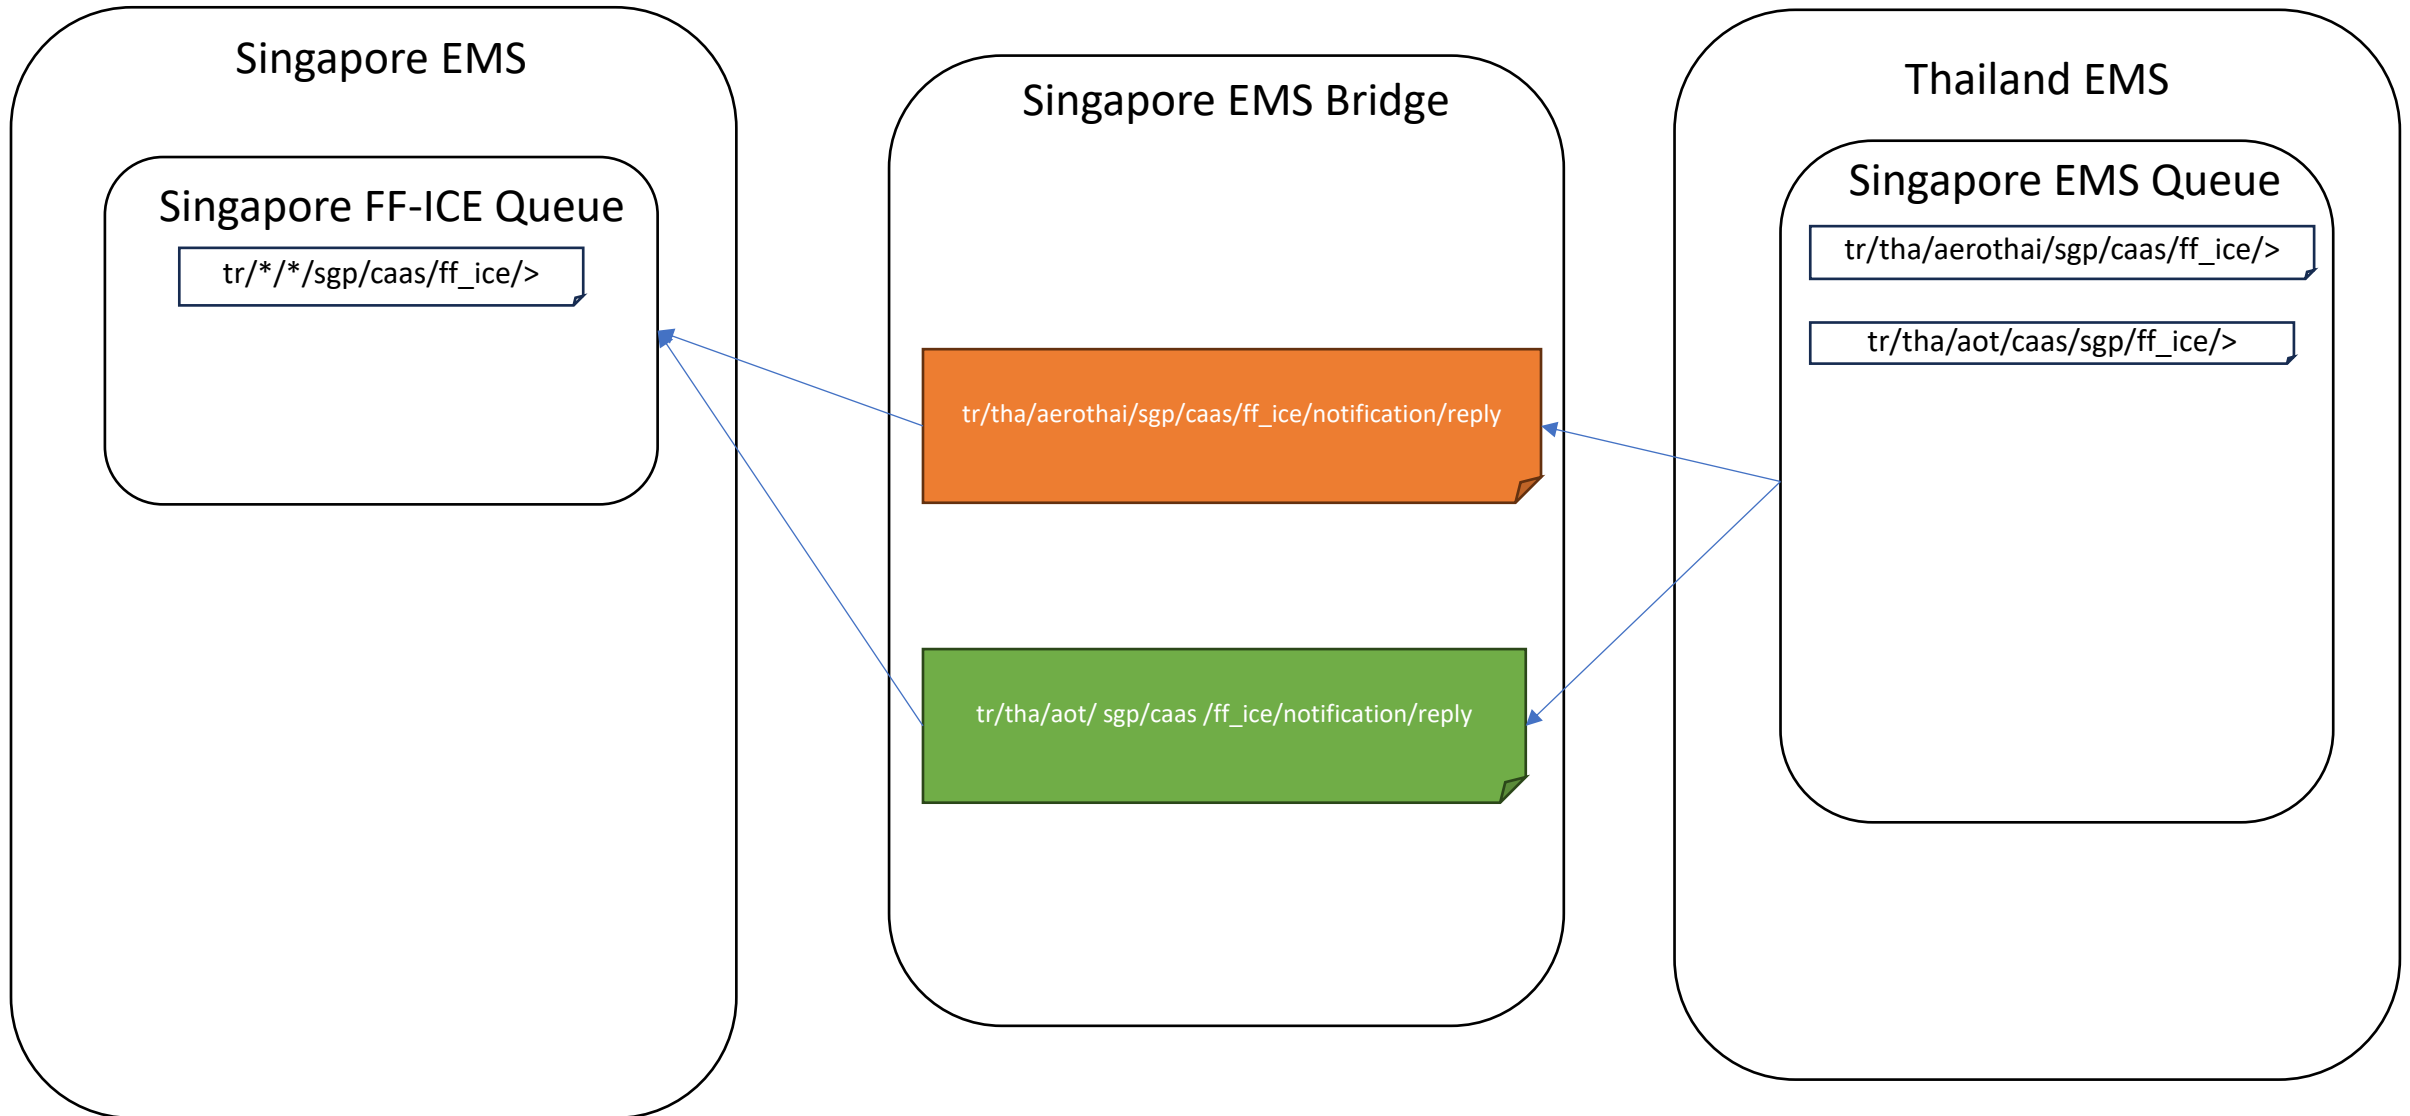 Singapore EMS
Singapore FF-ICE Queue
tr/*/*/sgp/caas/ff_ice/>
Singapore EMS Bridge
tr/tha/aerothai/sgp/caas/ff_ice/notification/reply
tr/tha/aot/ sgp/caas /ff_ice/notification/reply
Thailand EMS
Singapore EMS Queue
tr/tha/aerothai/sgp/caas/ff_ice/>
tr/tha/aot/caas/sgp/ff_ice/>